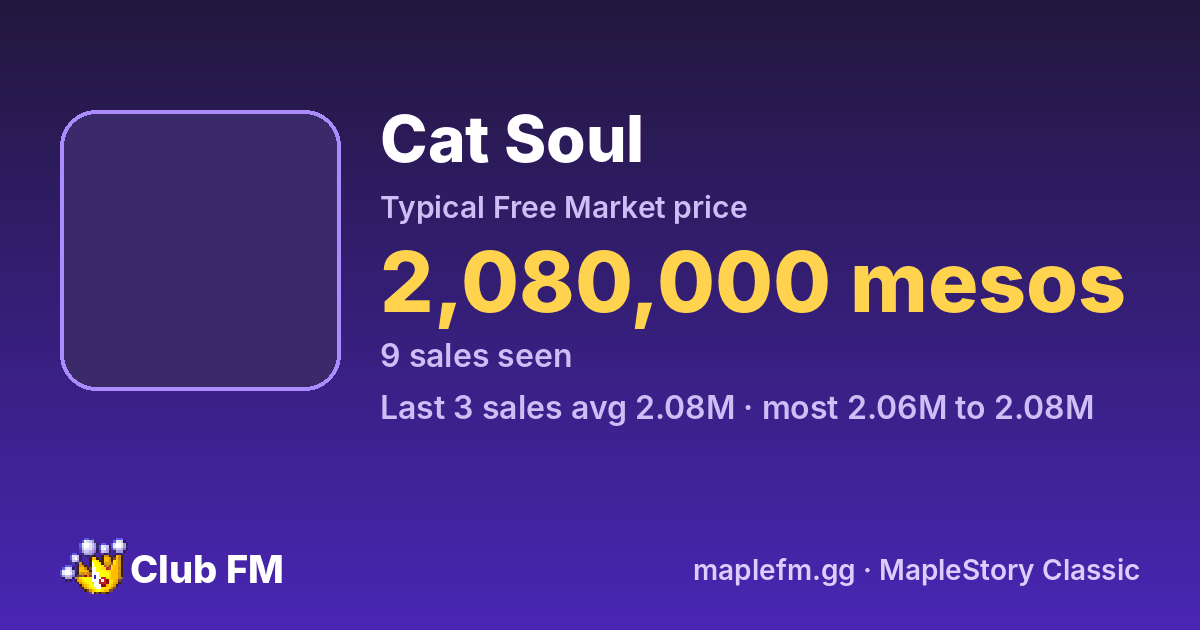 Cat Soul
Typical Free Market price
2,080,000 mesos
9 sales seen
Last 3 sales avg 2.08M · most 2.06M to 2.08M
Club FM
maplefm.gg · MapleStory Classic